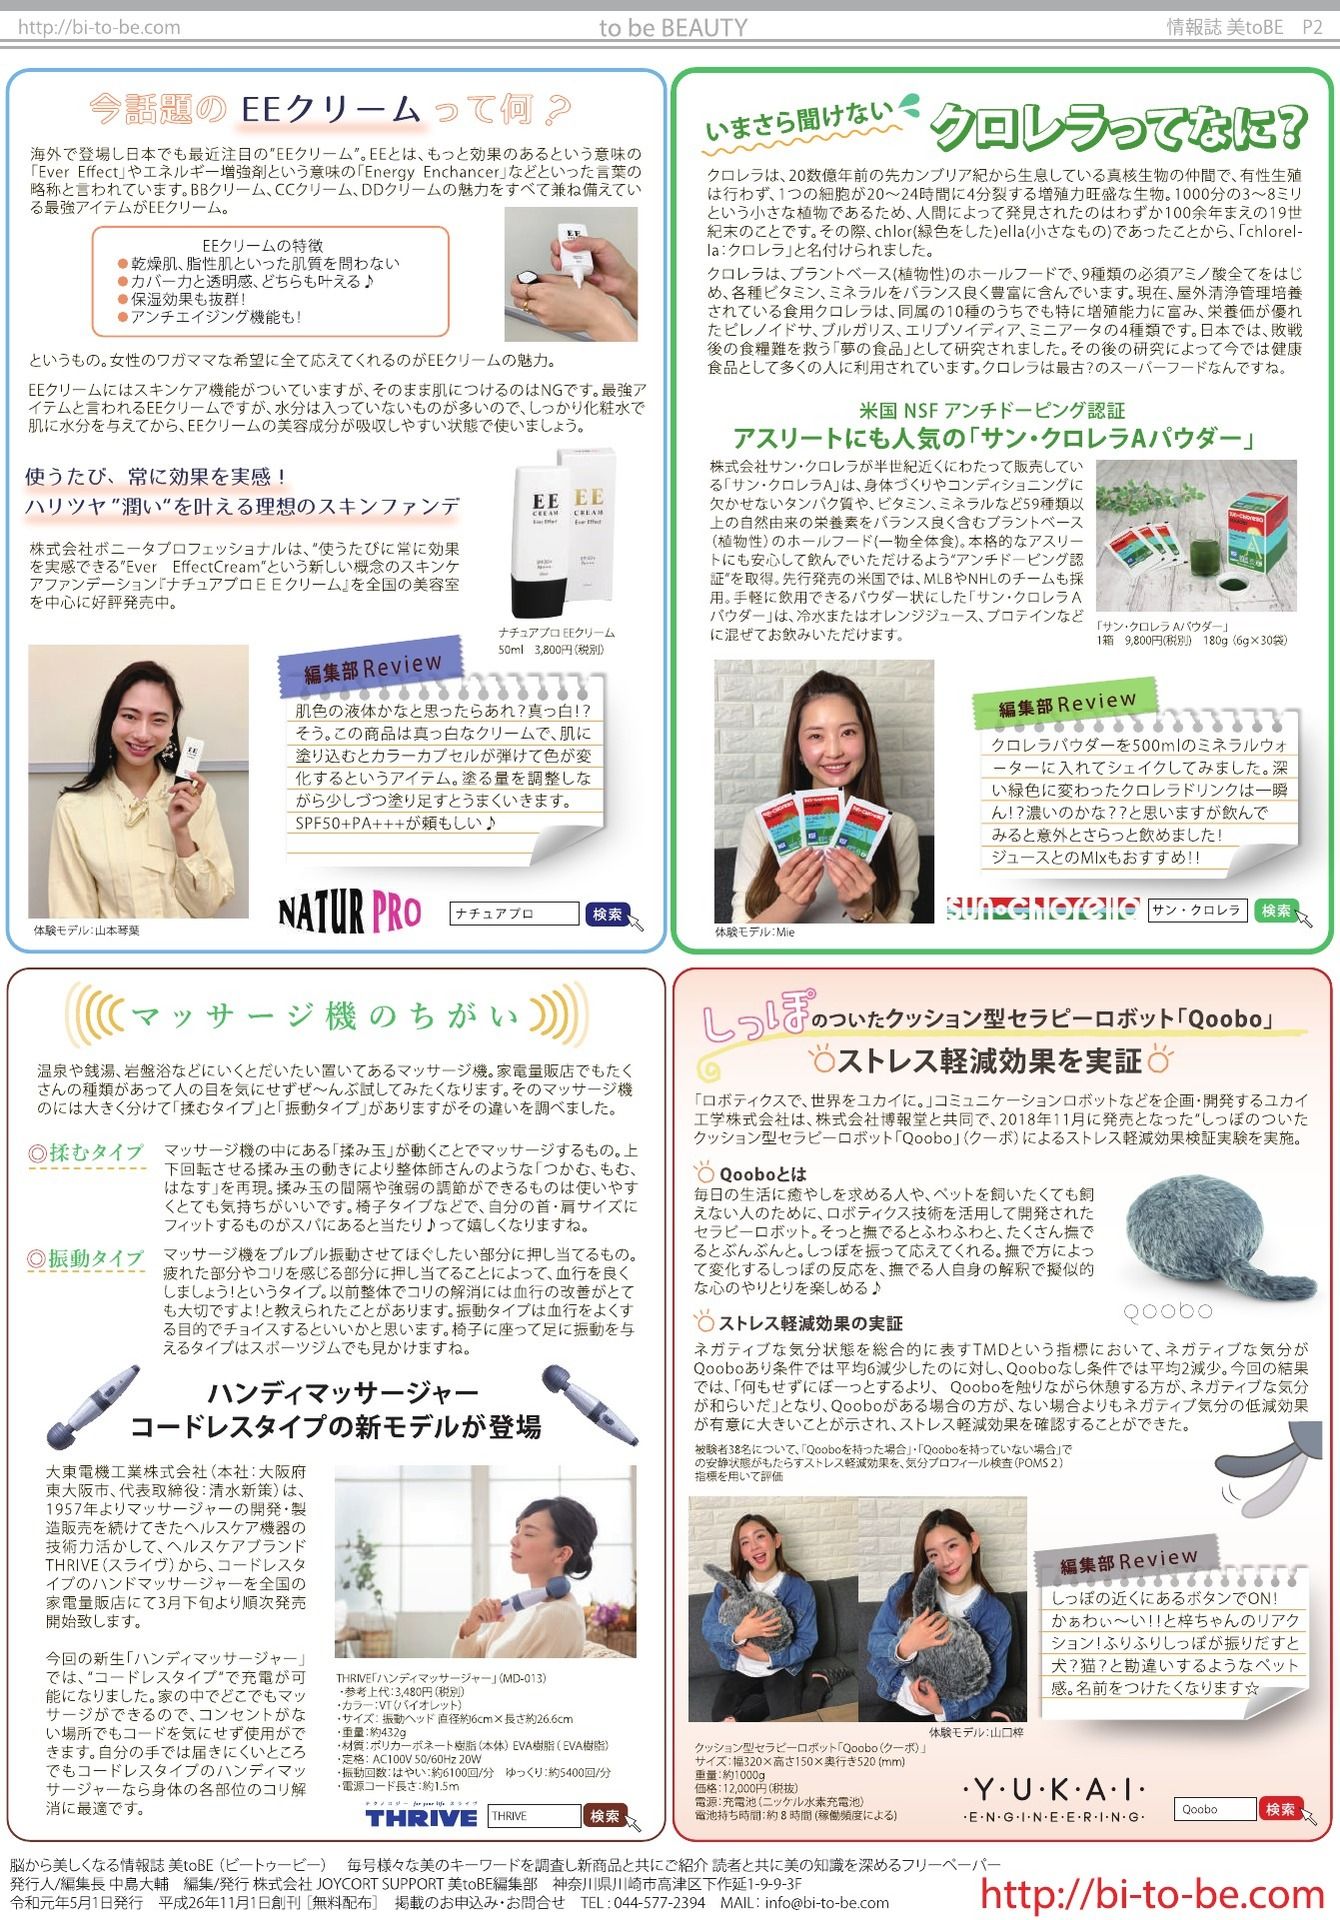 http://bi-to-be.com
to be BEAUTY
情報誌 美toBE P2
今話題の EEクリーム って何？
海外で登場し日本でも最近注目の"EEクリーム"。EEとは、もっと効果のあるという意味の
「Ever Effect」やエネルギー増強剤という意味の「Energy Enchancer」などといった言葉の
略称と言われています。BBクリーム、CCクリーム、DDクリームの魅力をすべて兼ね備えてい
る最強アイテムがEEクリーム。
EEクリームの特徴
●乾燥肌、脂性肌といった肌質を問わない
●カバー力と透明感、どちらも叶える♪
●保湿効果も抜群！
●アンチエイジング機能も！
というもの。女性のワガママな希望に全て応えてくれるのがEEクリームの魅力。
EEクリームにはスキンケア機能がついていますが、そのまま肌につけるのはNGです。最強ア
イテムと言われるEEクリームですが、水分は入っていないものが多いので、しっかり化粧水で
肌に水分を与えてから、EEクリームの美容成分が吸収しやすい状態で使いましょう。
使うたび、常に効果を実感！
ハリツヤ"潤い"を叶える理想のスキンファンデ
株式会社ボニータプロフェッショナルは、"使うたびに常に効果
を実感できる"Ever EffectCream"という新しい概念のスキンケ
アファンデーション『ナチュアプロＥＥクリーム』を全国の美容室
を中心に好評発売中。
EE
CREAM
Ever Effect
EE
CREAM
Ever Effect
ナチュアプロ EEクリーム
50ml 3,800円（税別）
編集部Review
肌色の液体かなと思ったらあれ？真っ白！？
そう。この商品は真っ白なクリームで、肌に
塗り込むとカラーカプセルが弾けて色が変
化するというアイテム。塗る量を調整しな
がら少しづつ塗り足すとうまくいきます。
SPF50+PA+++が頼もしい♪
体験モデル：山本琴葉
NATUR PRO
ナチュアプロ
検索
いまさら聞けない クロレラってなに？
クロレラは、20数億年前の先カンブリア紀から生息している真核生物の仲間で、有性生殖
は行わず、1つの細胞が20～24時間に4分裂する増殖力旺盛な生物。1000分の3～8ミリ
という小さな植物であるため、人間によって発見されたのはわずか100余年まえの19世
紀末のことです。その際、chlor(緑色をした)ella(小さなもの)であったことから、「chlorel-
la：クロレラ」と名付けられました。
クロレラは、プラントベース(植物性)のホールフードで、9種類の必須アミノ酸全てをはじ
め、各種ビタミン、ミネラルをバランス良く豊富に含んでいます。現在、屋外清浄管理培養
されている食用クロレラは、同属の10種のうちでも特に増殖能力に富み、栄養価が優れ
たピレノイドサ、ブルガリス、エリプソイディア、ミニアータの4種類です。日本では、敗戦
後の食糧難を救う「夢の食品」として研究されました。その後の研究によって今では健康
食品として多くの人に利用されています。クロレラは最古？のスーパーフードなんですね。
米国 NSF アンチドーピング認証
アスリートにも人気の「サン・クロレラAパウダー」
株式会社サン・クロレラが半世紀近くにわたって販売してい
る「サン・クロレラA」は、身体づくりやコンディショニングに
欠かせないタンパク質や、ビタミン、ミネラルなど59種類以
上の自然由来の栄養素をバランス良く含むプラントベース
（植物性）のホールフード(一物全体食)。本格的なアスリー
トにも安心して飲んでいただけるよう"アンチドーピング認
証"を取得。先行発売の米国では、MLBやNHLのチームも採
用。手軽に飲用できるパウダー状にした「サン・クロレラA
パウダー」は、冷水またはオレンジジュース、プロテインなど
に混ぜてお飲みいただけます。
「サン・クロレラ Aパウダー」
1箱 9,800円(税別) 180g（6g×30袋）
編集部Review
クロレラパウダーを500mlのミネラルウォ
ーターに入れてシェイクしてみました。深
い緑色に変わったクロレラドリンクは一瞬
ん！？濃いのかな？？と思いますが飲んで
みると意外とさらっと飲めました！
ジュースとのMIxもおすすめ！！
体験モデル：Mie
sun・chlorella
サン・クロレラ
検索
マッサージ機のちがい
温泉や銭湯、岩盤浴などにいくとだいたい置いてあるマッサージ機。家電量販店でもたく
さんの種類があって人の目を気にせずぜ～んぶ試してみたくなります。そのマッサージ機
のには大きく分けて「揉むタイプ」と「振動タイプ」がありますがその違いを調べました。
◎揉むタイプ
マッサージ機の中にある「揉み玉」が動くことでマッサージするもの。上
下回転させる揉み玉の動きにより整体師さんのような「つかむ、もむ、
はなす」を再現。揉み玉の間隔や強弱の調節ができるものは使いやす
くとても気持ちがいいです。椅子タイプなどで、自分の首・肩サイズに
フィットするものがスパにあると当たり♪って嬉しくなりますね。
◎振動タイプ
マッサージ機をブルブル振動させてほぐしたい部分に押し当てるもの。
疲れた部分やコリを感じる部分に押し当てることによって、血行を良く
しましょう！というタイプ。以前整体でコリの解消には血行の改善がとて
も大切ですよ！と教えられたことがあります。振動タイプは血行をよくす
る目的でチョイスするといいかと思います。椅子に座って足に振動を与
えるタイプはスポーツジムでも見かけますね。
ハンディマッサージャー
コードレスタイプの新モデルが登場
大東電機工業株式会社（本社：大阪府
東大阪市、代表取締役：清水新策）は、
1957年よりマッサージャーの開発・製
造販売を続けてきたヘルスケア機器の
技術力活かして、ヘルスケアブランド
THRIVE（スライヴ）から、コードレスタ
イプのハンドマッサージャーを全国の
家電量販店にて3月下旬より順次発売
開始致します。
今回の新生「ハンディマッサージャー」
では、"コードレスタイプ"で充電が可
能になりました。家の中でどこでもマッ
サージができるので、コンセントがな
い場所でもコードを気にせず使用がで
きます。自分の手では届きにくいところ
でもコードレスタイプのハンディマッ
サージャーなら身体の各部位のコリ解
消に最適です。
THRIVE「ハンディマッサージャー」（MD-013）
・参考上代：3,480円（税別）
・カラー：VT（バイオレット）
・サイズ：振動ヘッド 直径約6cm×長さ約26.6cm
・重量：約432g
・材質：ポリカーボネート樹脂（本体） EVA樹脂（EVA樹脂）
・定格：AC100V 50/60Hz 20W
・振動回数：はやい：約6100回/分 ゆっくり：約5400回/分
・電源コード長さ：約1.5m
テクノロジー for your life スライブ
THRIVE
THRIVE
検索
しっぽのついたクッション型セラピーロボット「Qoobo」
ストレス軽減効果を実証
「ロボティクスで、世界をユカイに。」コミュニケーションロボットなどを企画・開発するユカイ
工学株式会社は、株式会社博報堂と共同で、2018年11月に発売となった"しっぽのついた
クッション型セラピーロボット「Qoobo」（クーボ）によるストレス軽減効果検証実験を実施。
Qooboとは
毎日の生活に癒やしを求める人や、ペットを飼いたくても飼
えない人のために、ロボティクス技術を活用して開発された
セラピーロボット。そっと撫でるとふわふわと、たくさん撫で
るとぶんぶんと。しっぽを振って応えてくれる。撫で方によっ
て変化するしっぽの反応を、撫でる人自身の解釈で擬似的
な心のやりとりを楽しめる♪
Qoobo
ストレス軽減効果の実証
ネガティブな気分状態を総合的に表すTMDという指標において、ネガティブな気分が
Qooboあり条件では平均6減少したのに対し、Qooboなし条件では平均2減少。今回の結果
では、「何もせずにぼーっとするより、 Qooboを触りながら休憩する方が、ネガティブな気分
が和らいだ」となり、Qooboがある場合の方が、ない場合よりもネガティブ気分の低減効果
が有意に大きいことが示され、ストレス軽減効果を確認することができた。
被験者38名について、「Qooboを持った場合」・「Qooboを持っていない場合」で
の安静状態がもたらすストレス軽減効果を、気分プロフィール検査（POMS 2）
指標を用いて評価
編集部Review
しっぽの近くにあるボタンでON！
かぁわぃ～い！！と梓ちゃんのリアク
ション！ふりふりしっぽが振りだすと
犬？猫？と勘違いするようなペット
感。名前をつけたくなります☆
体験モデル：山口梓
クッション型セラピーロボット「Qoobo（クーボ）」
サイズ：幅320×高さ150×奥行き520 (mm)
重量：約1000g
価格：12,000円（税抜）
電源：充電池（ニッケル水素充電池）
電池持ち時間：約 8 時間 (稼働頻度による)
・Y・U・K・A・I・
・E・N・G・I・N・E・E・R・I・N・G・
Qoobo
検索
脳から美しくなる情報誌 美toBE（ビートゥービー） 毎号様々な美のキーワードを調査し新商品と共にご紹介 読者と共に美の知識を深めるフリーペーパー
発行人/編集長 中島大輔 編集/発行 株式会社 JOYCORT SUPPORT 美toBE編集部 神奈川県川崎市高津区下作延1-9-9-3F
令和元年5月1日発行 平成26年11月1日創刊［無料配布］ 掲載のお申込み・お問合せ TEL：044-577-2394 MAIL：info@bi-to-be.com
http://bi-to-be.com